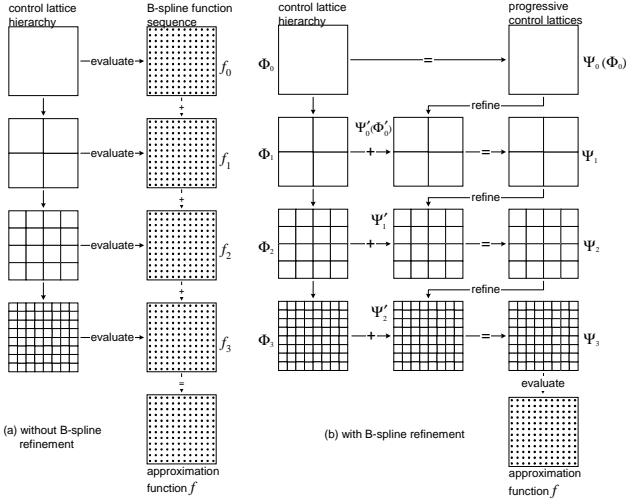 control lattice
hierarchy
B-spline function
sequence
evaluate
f0
+
evaluate
f1
+
evaluate
f2
+
evaluate
f3
=
(a) without B-spline
refinement
approximation
function f
control lattice
hierarchy
progressive
control lattices
Φ0
=
Ψ0 (Φ0)
refine
Φ1
+
Ψ′0(Φ′0)
=
Ψ1
refine
Φ2
+
Ψ′1
=
Ψ2
refine
Φ3
+
Ψ′2
=
Ψ3
evaluate
(b) with B-spline refinement
approximation
function f